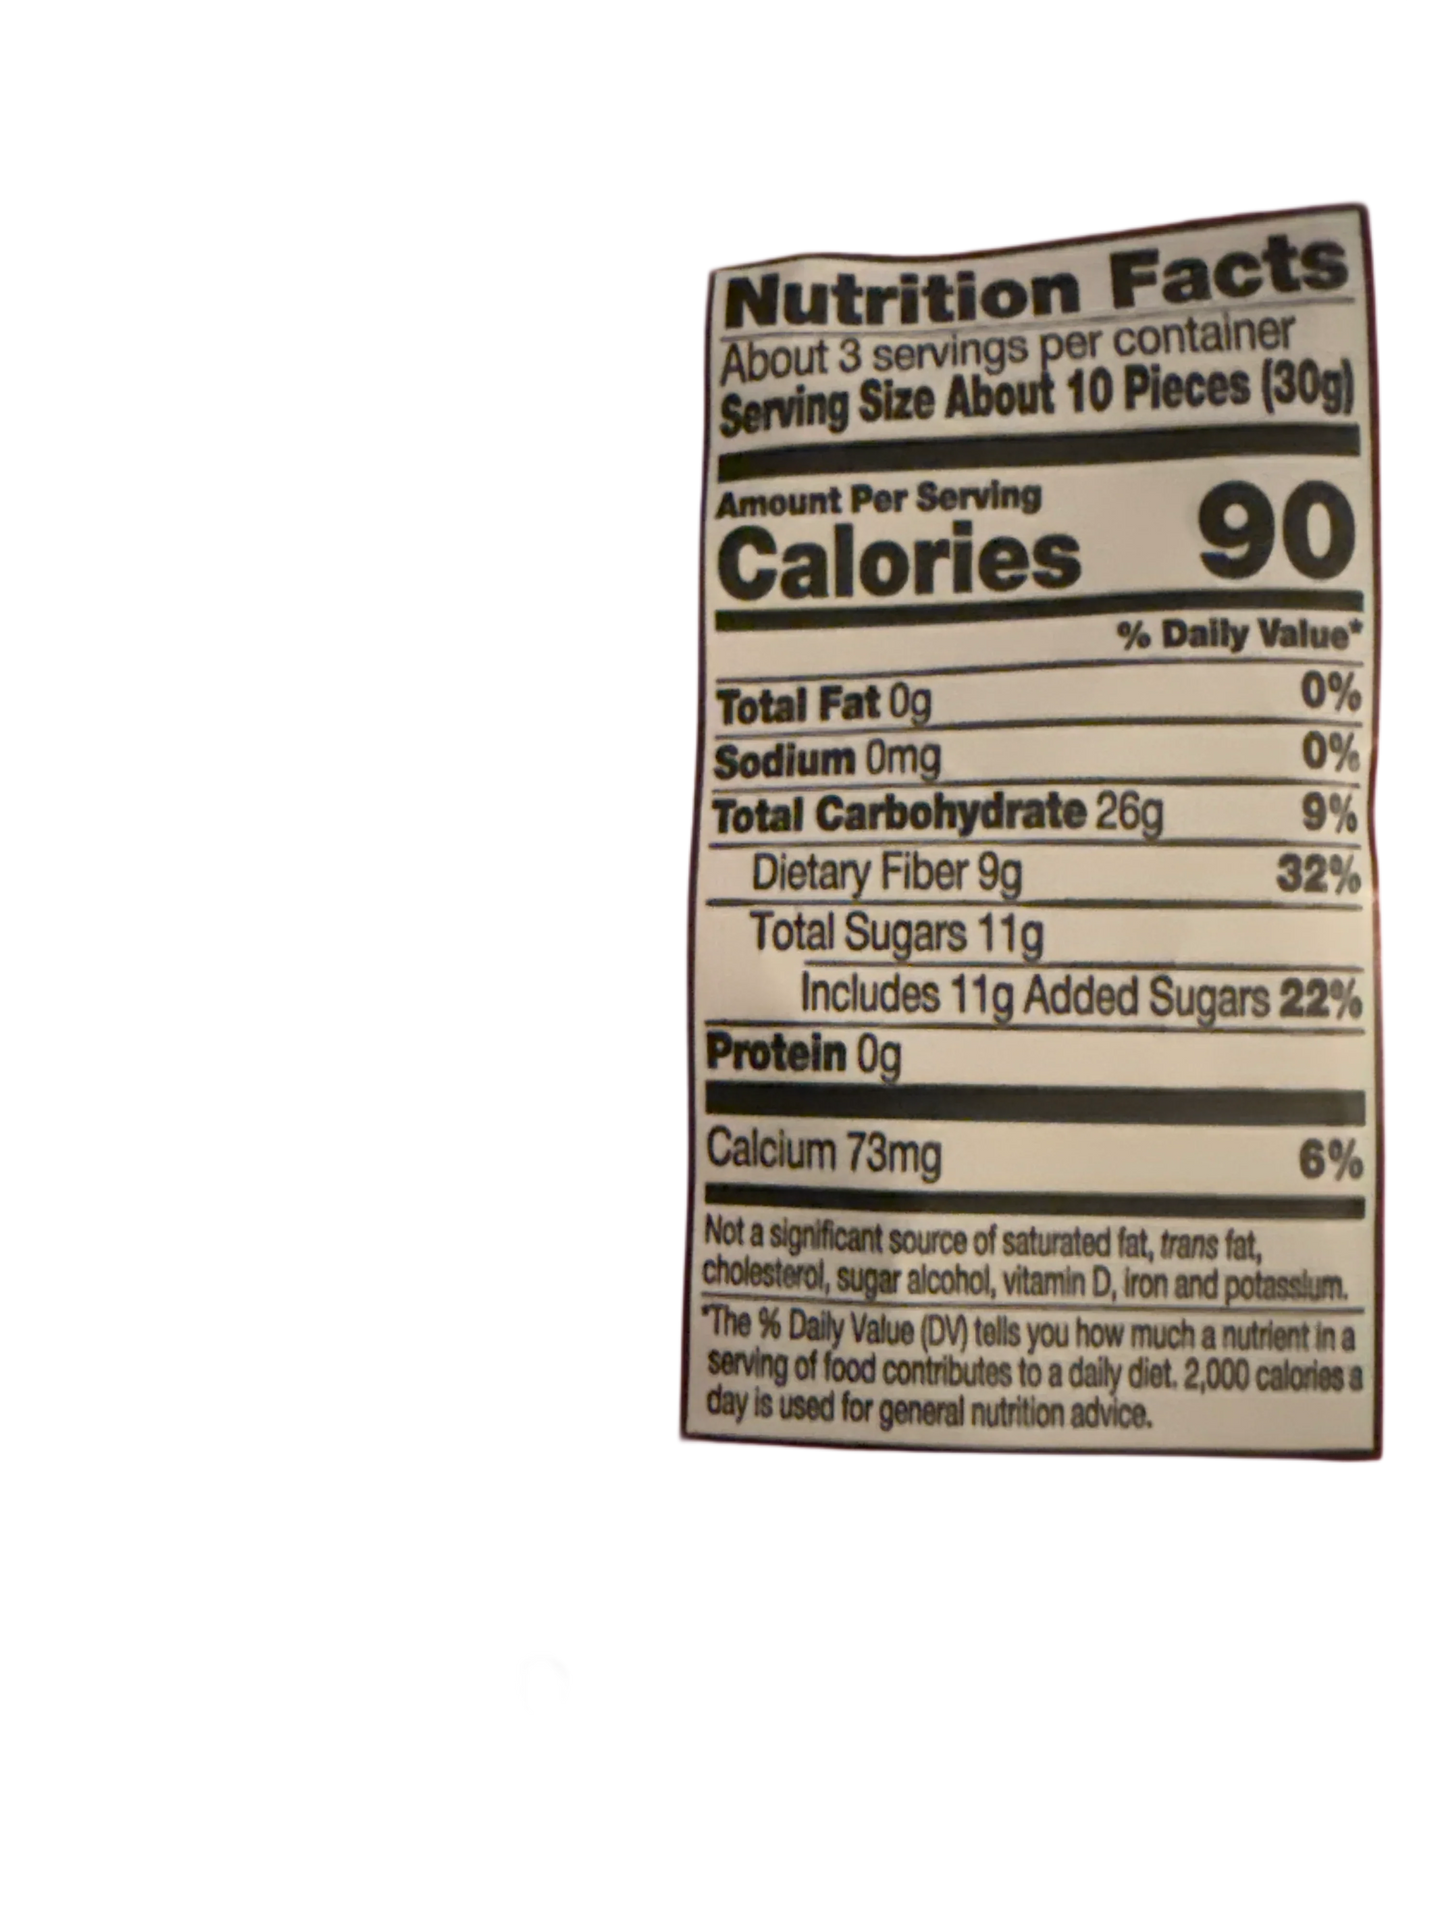 Nutrition Facts
About 3 servings per container
Serving Size About 10 Pieces (30g)
Amount Per Serving
Calories 90
% Daily Value*
Total Fat 0g 0%
Sodium 0mg 0%
Total Carbohydrate 26g 9%
Dietary Fiber 9g 32%
Total Sugars 11g
Includes 11g Added Sugars 22%
Protein 0g
Calcium 73mg 6%
Not a significant source of saturated fat, trans fat,
cholesterol, sugar alcohol, vitamin D, iron and potassium.
*The % Daily Value (DV) tells you how much a nutrient in a
serving of food contributes to a daily diet. 2,000 calories a
day is used for general nutrition advice.